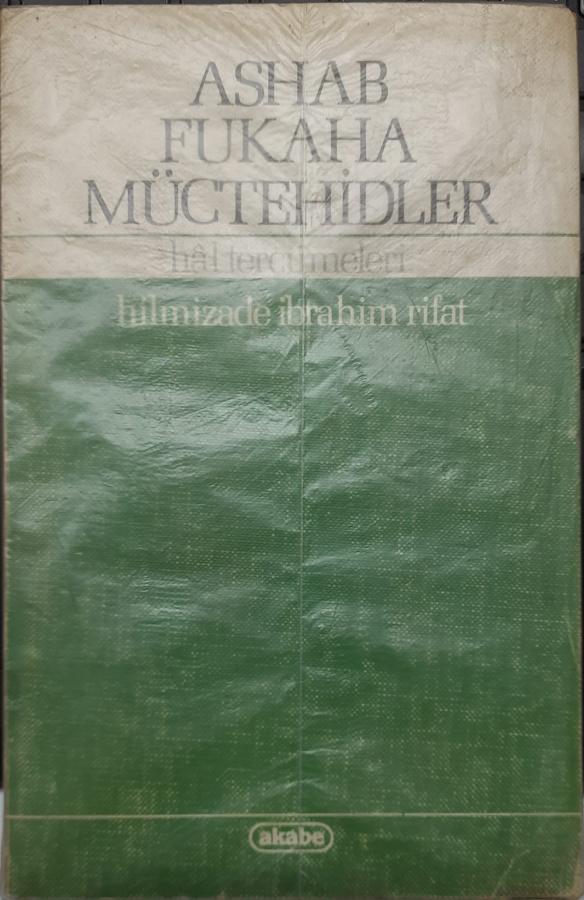 ASHAB
FUKAHA
MÜCTEHİDLER
hâl tercümeleri
hilmizade ibrahim rifat
akabe